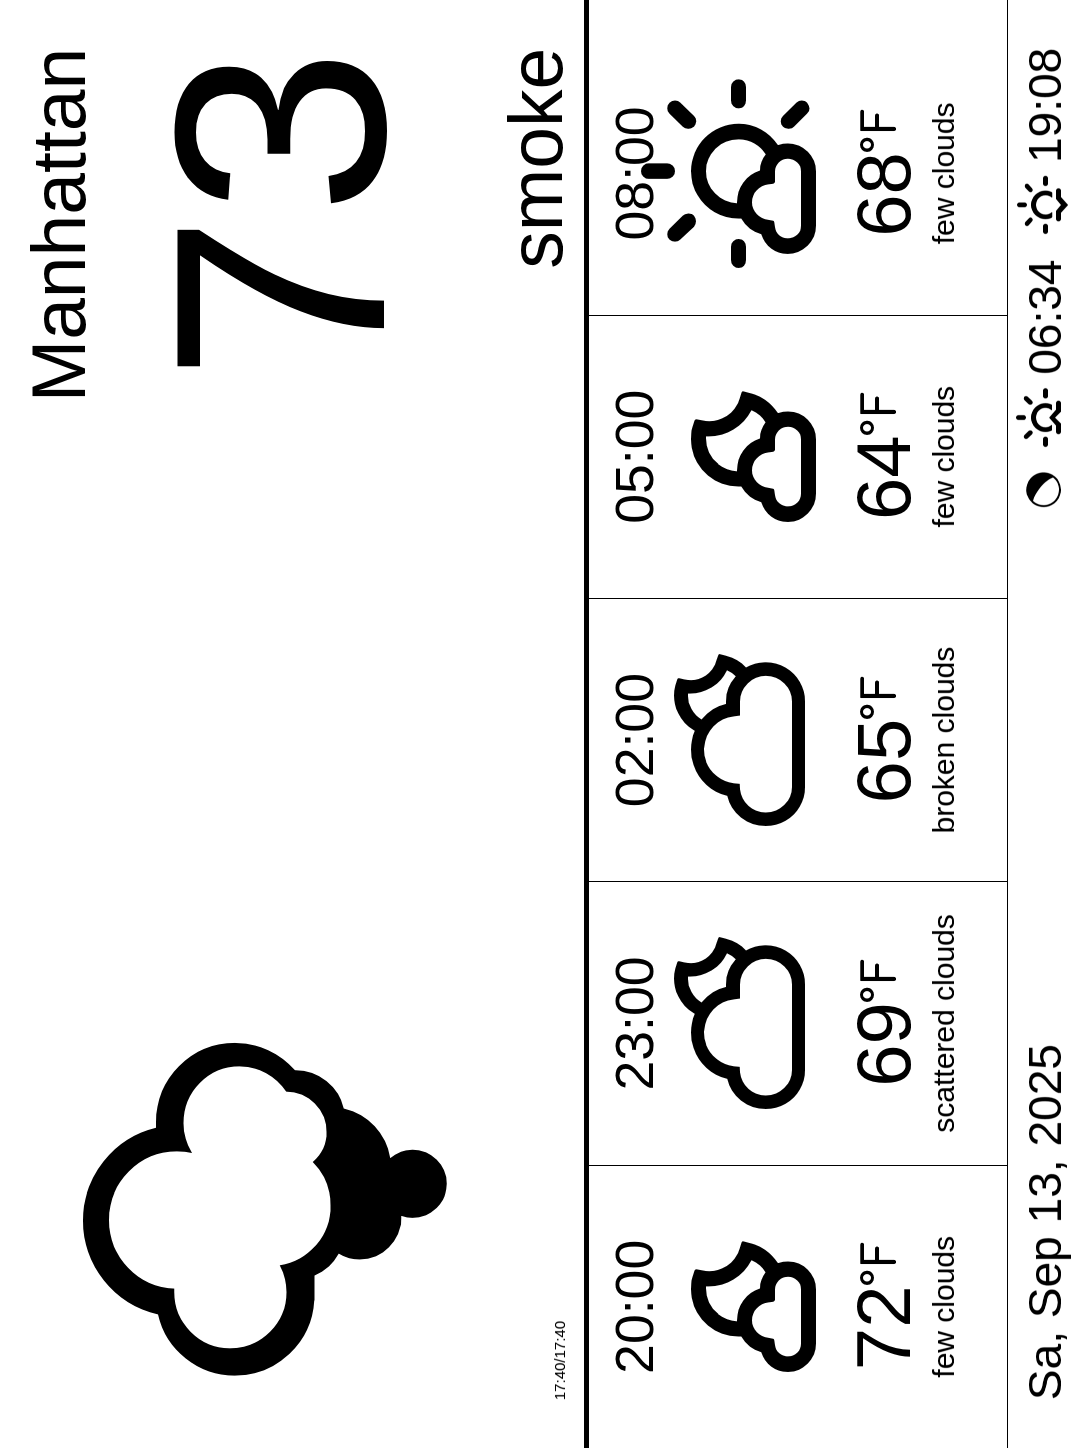 Manhattan
73
smoke
17:40/17:40
20:00
72°F
few clouds
23:00
69°F
scattered clouds
02:00
65°F
broken clouds
05:00
64°F
few clouds
08:00
68°F
few clouds
Sa, Sep 13, 2025
06:34 19:08